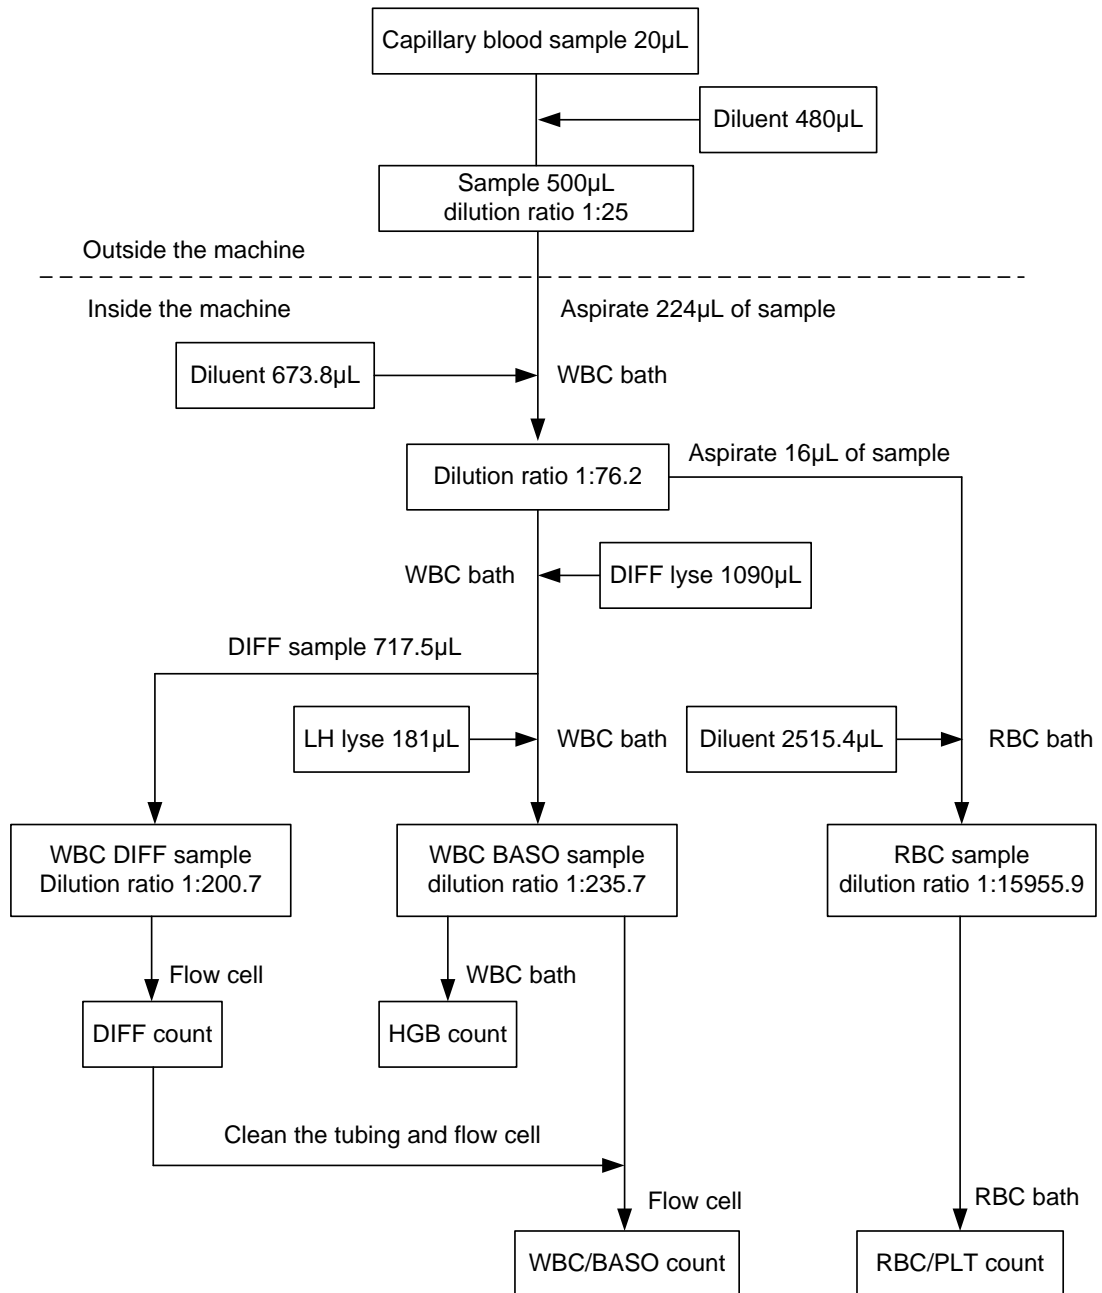 Capillary blood sample 20µL
Diluent 480µL
Sample 500µL
dilution ratio 1:25
Outside the machine
Inside the machine
Aspirate 224µL of sample
Diluent 673.8µL
WBC bath
Aspirate 16µL of sample
Dilution ratio 1:76.2
WBC bath
DIFF lyse 1090µL
DIFF sample 717.5µL
LH lyse 181µL
WBC bath
Diluent 2515.4µL
RBC bath
WBC DIFF sample
Dilution ratio 1:200.7
WBC BASO sample
dilution ratio 1:235.7
RBC sample
dilution ratio 1:15955.9
Flow cell
WBC bath
DIFF count
HGB count
Clean the tubing and flow cell
Flow cell
RBC bath
WBC/BASO count
RBC/PLT count